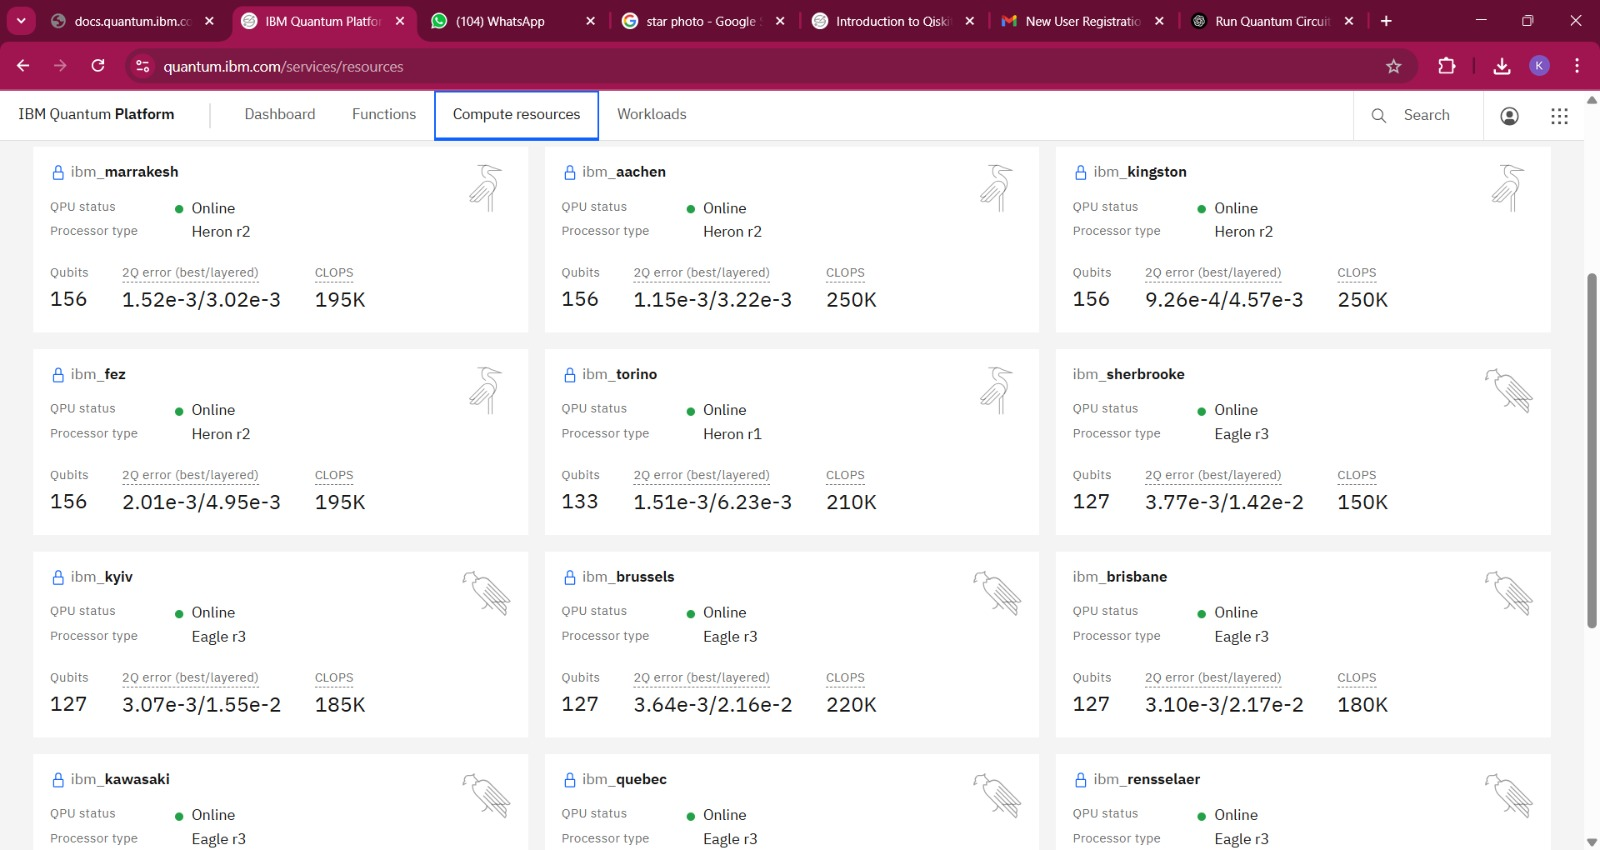 docs.quantum.ibm.co
IBM Quantum Platfor
(104) WhatsApp
star photo - Google S
Introduction to Qiski
New User Registratio
Run Quantum Circuit
quantum.ibm.com/services/resources
K
IBM Quantum Platform
Dashboard
Functions
Compute resources
Workloads
Search
ibm_marrakesh
QPU status Online
Processor type Heron r2
Qubits 2Q error (best/layered) CLOPS
156 1.52e-3/3.02e-3 195K
ibm_aachen
QPU status Online
Processor type Heron r2
Qubits 2Q error (best/layered) CLOPS
156 1.15e-3/3.22e-3 250K
ibm_kingston
QPU status Online
Processor type Heron r2
Qubits 2Q error (best/layered) CLOPS
156 9.26e-4/4.57e-3 250K
ibm_fez
QPU status Online
Processor type Heron r2
Qubits 2Q error (best/layered) CLOPS
156 2.01e-3/4.95e-3 195K
ibm_torino
QPU status Online
Processor type Heron r1
Qubits 2Q error (best/layered) CLOPS
133 1.51e-3/6.23e-3 210K
ibm_sherbrooke
QPU status Online
Processor type Eagle r3
Qubits 2Q error (best/layered) CLOPS
127 3.77e-3/1.42e-2 150K
ibm_kyiv
QPU status Online
Processor type Eagle r3
Qubits 2Q error (best/layered) CLOPS
127 3.07e-3/1.55e-2 185K
ibm_brussels
QPU status Online
Processor type Eagle r3
Qubits 2Q error (best/layered) CLOPS
127 3.64e-3/2.16e-2 220K
ibm_brisbane
QPU status Online
Processor type Eagle r3
Qubits 2Q error (best/layered) CLOPS
127 3.10e-3/2.17e-2 180K
ibm_kawasaki
QPU status Online
Processor type Eagle r3
ibm_quebec
QPU status Online
Processor type Eagle r3
ibm_rensselaer
QPU status Online
Processor type Eagle r3